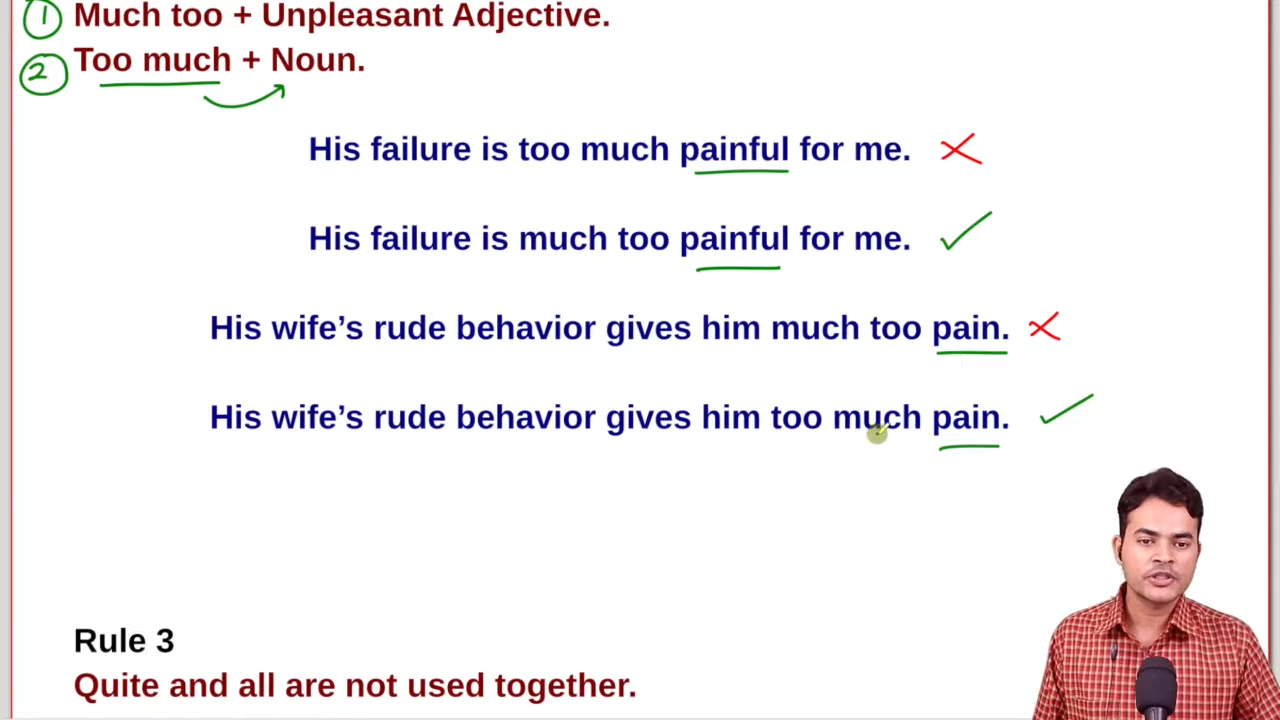 1 Much too + Unpleasant Adjective.
2 Too much + Noun.
His failure is too much painful for me.
His failure is much too painful for me.
His wife’s rude behavior gives him much too pain.
His wife’s rude behavior gives him too much pain.
Rule 3
Quite and all are not used together.